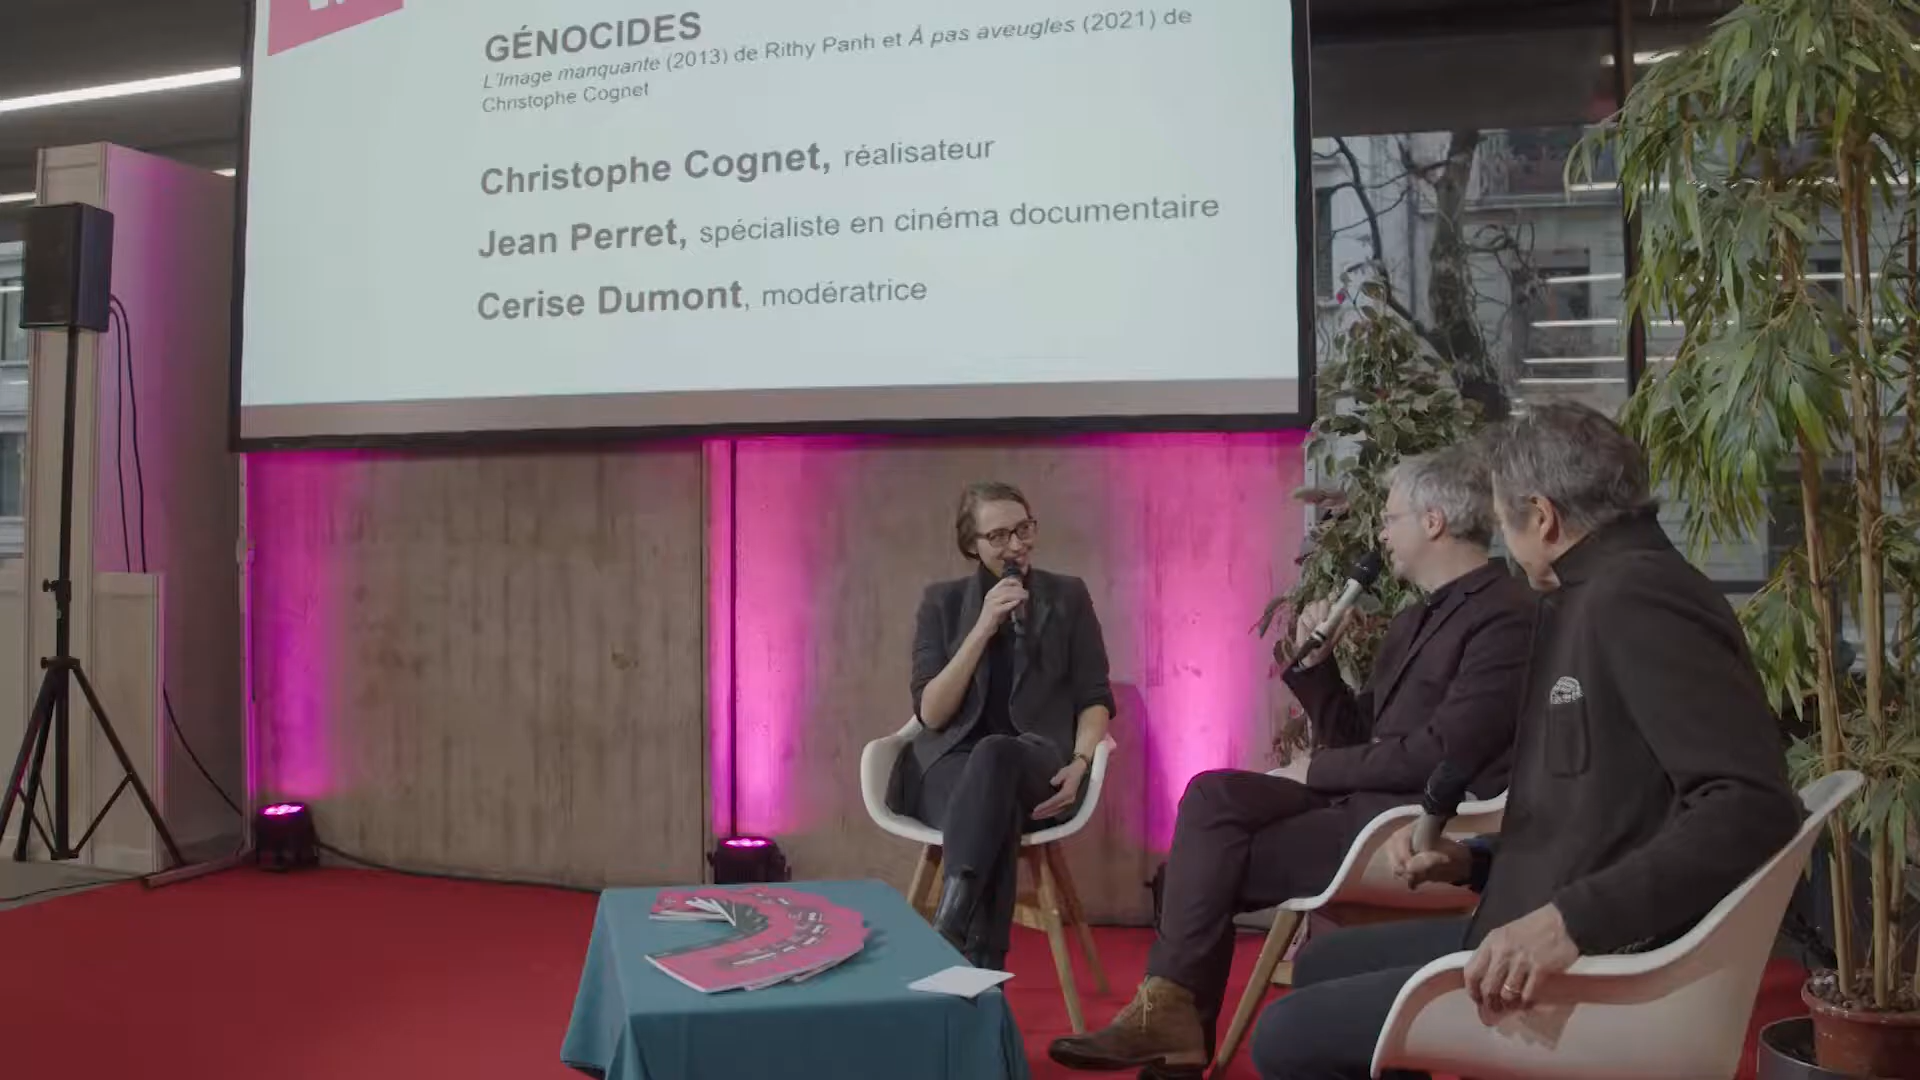 GÉNOCIDES
L'Image manquante (2013) de Rithy Panh et À pas aveugles (2021) de
Christophe Cognet
Christophe Cognet, réalisateur
Jean Perret, spécialiste en cinéma documentaire
Cerise Dumont, modératrice